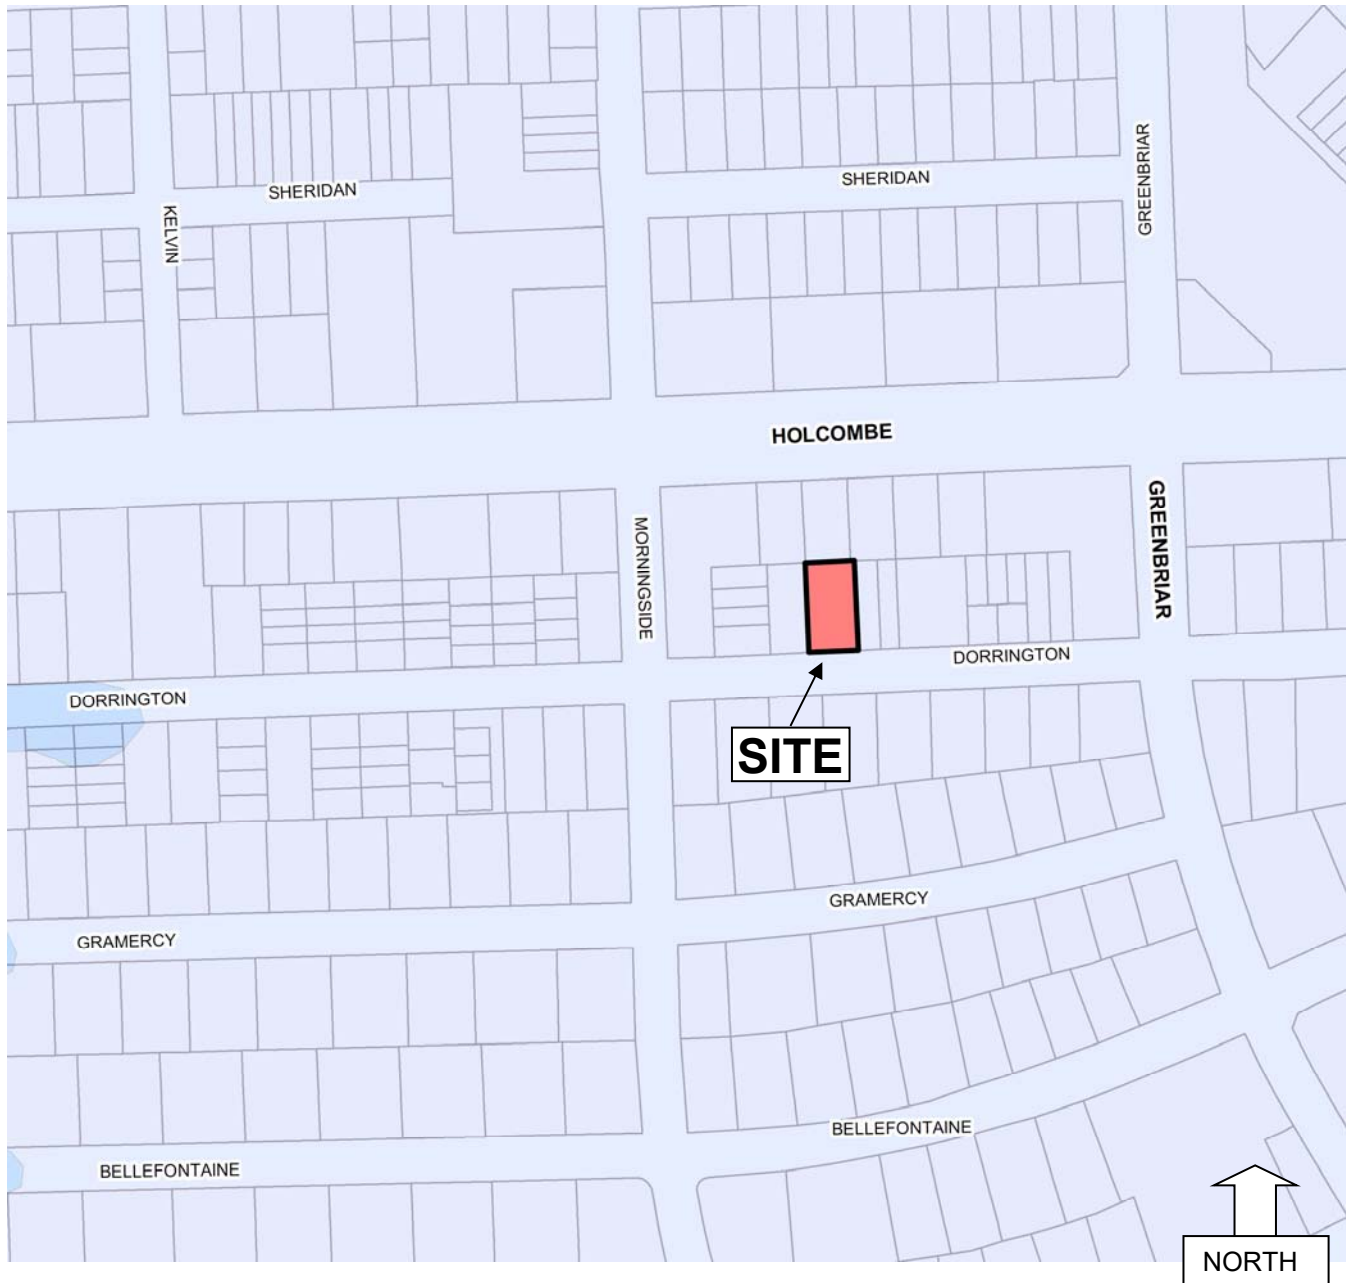 SHERIDAN
SHERIDAN
GREENBRIAR
KELVIN
HOLCOMBE
GREENBRIAR
MORNINGSIDE
DORRINGTON
DORRINGTON
SITE
GRAMERCY
GRAMERCY
BELLEFONTAINE
BELLEFONTAINE
NORTH